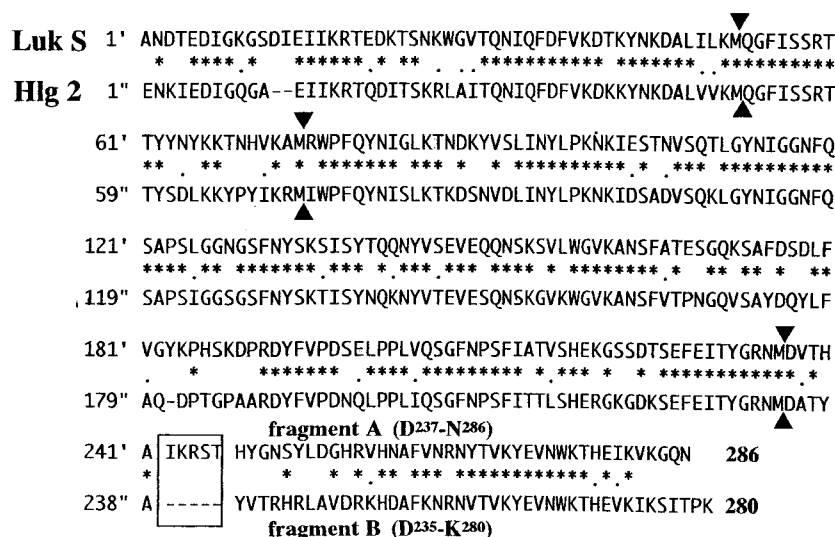 Luk S 1' ANDTEDIGKGSDIEIIKRTEDKTSNKWGVTQNIQFDFVKDTKYNKDALILKMQGFISSRT
Hlg 2 1" ENKIEDIGQGA--EIIKRTQDITSKRLAITQNIQFDFVKDKKYNKDALVVKMQGFISSRT
61' TYYNYKKTNHVKAMRWPFQYNIGLKTNDKYVSLINYLPKNKIESTNVSQTLGYNIGGNFQ
59" TYSDLKKYPYIKRMIWPFQYNISLKTKDSNVDLINYLPKNKIDSADVSQKLGYNIGGNFQ
121' SAPSLGGNGSFNYSKSISYTQQNYVSEVEQQNSKSVLWGVKANSFATESGQKSAFDSDLF
119" SAPSIGGSGSFNYSKTISYNQKNYVTEVESQNSKGVKWGVKANSFVTPNGQVSAYDQYLF
181' VGYKPHSKDPRDYFVPDSELPPLVQSGFNPSFIATVSHEKGSSDTSEFEITYGRNMDVTH
179" AQ-DPTGPAARDYFVPDNQLPPLIQSGFNPSFITTLSHERGKGDKSEFEITYGRNMDATY
fragment A (D237-N286)
241' A IKRST HYGNSYLDGHRVHNAFVNRNYTVKYEVNWKTHEIKVKGQN 286
238" A ----- YVTRHRLAVDRKHDAFKNRNVTVKYEVNWKTHEVKIKSITPK 280
fragment B (D235-K280)